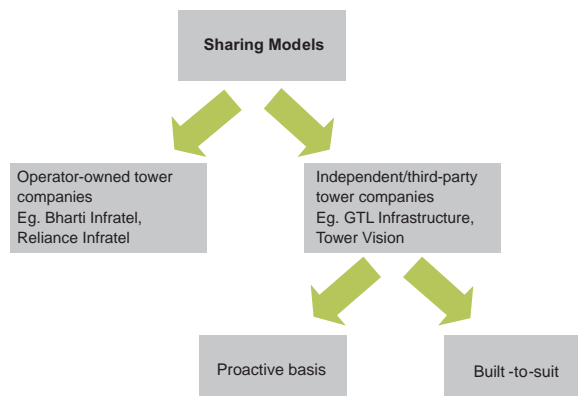 Sharing Models
Operator-owned tower
companies
Eg. Bharti Infratel,
Reliance Infratel
Independent/third-party
tower companies
Eg. GTL Infrastructure,
Tower Vision
Proactive basis
Built -to-suit